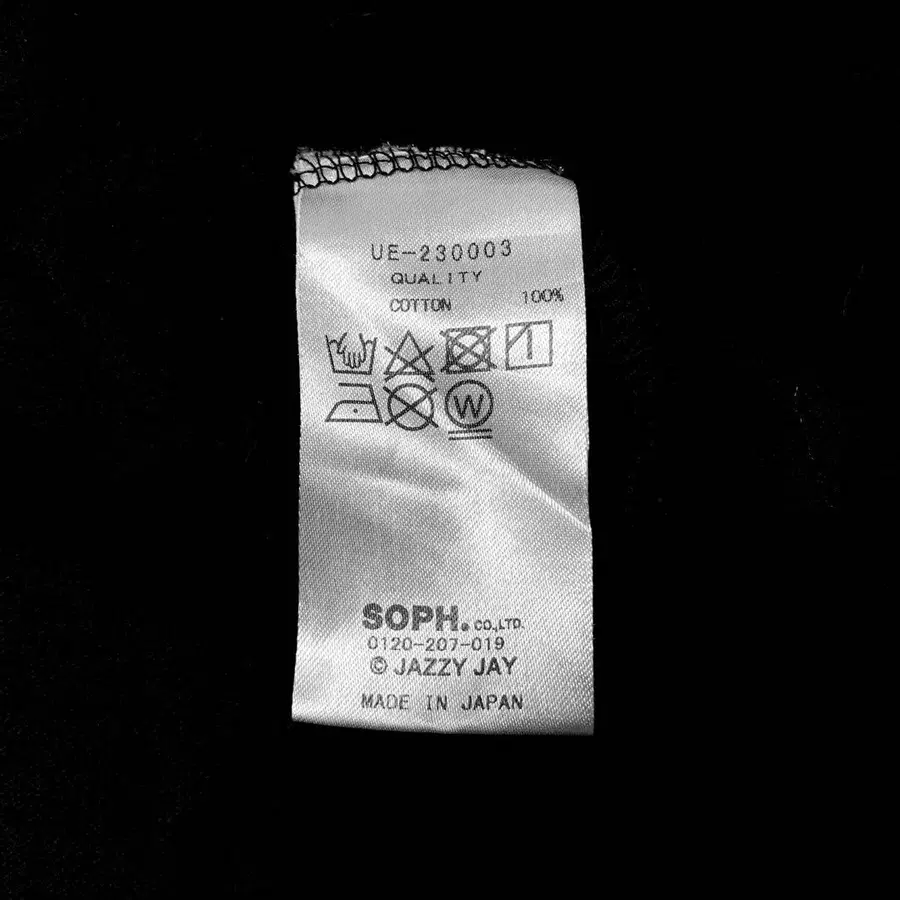 UE-230003
QUALITY
COTTON 100%
W
SOPH. CO.,LTD.
0120-207-019
© JAZZY JAY
MADE IN JAPAN